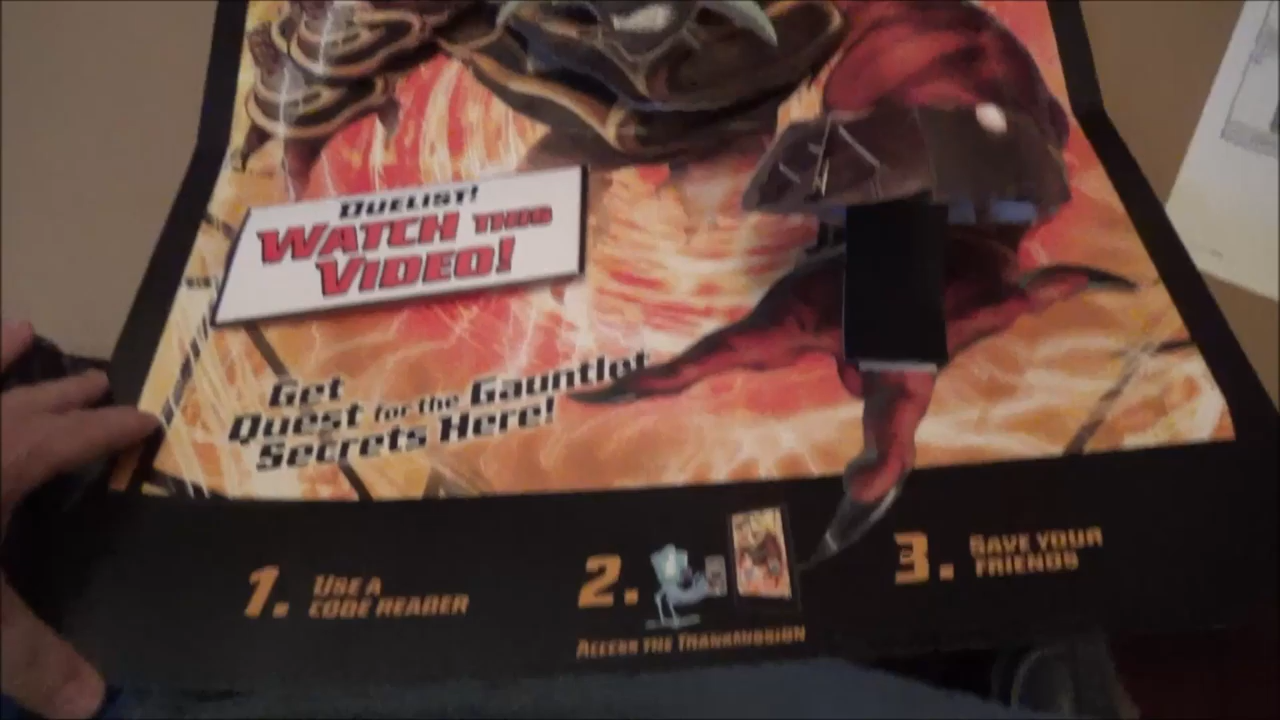 DUELIST!
WATCH THIS
VIDEO!
Get
Quest for the Gauntlet
Secrets Here!
1. USE A
CODE READER
2.
ACCESS THE TRANSMISSION
3. SAVE YOUR
FRIENDS